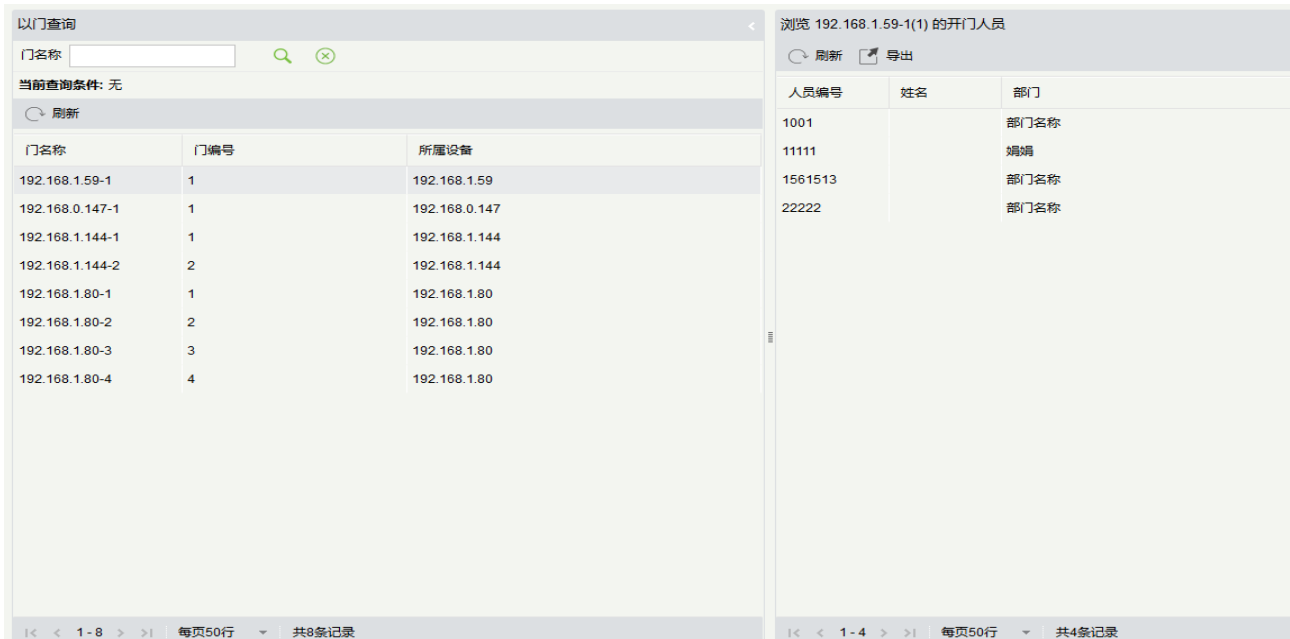 以门查询
门名称
当前查询条件: 无
刷新
门名称 门编号 所属设备
192.168.1.59-1 1 192.168.1.59
192.168.0.147-1 1 192.168.0.147
192.168.1.144-1 1 192.168.1.144
192.168.1.144-2 2 192.168.1.144
192.168.1.80-1 1 192.168.1.80
192.168.1.80-2 2 192.168.1.80
192.168.1.80-3 3 192.168.1.80
192.168.1.80-4 4 192.168.1.80
1 - 8 每页50行 共8条记录
浏览 192.168.1.59-1(1) 的开门人员
刷新 导出
人员编号 姓名 部门
1001 部门名称
11111 娟娟
1561513 部门名称
22222 部门名称
1 - 4 每页50行 共4条记录